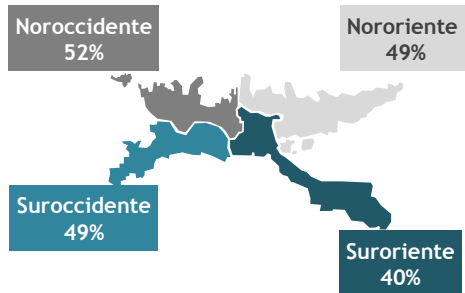 Noroccidente
52%
Nororiente
49%
Suroccidente
49%
Suroriente
40%